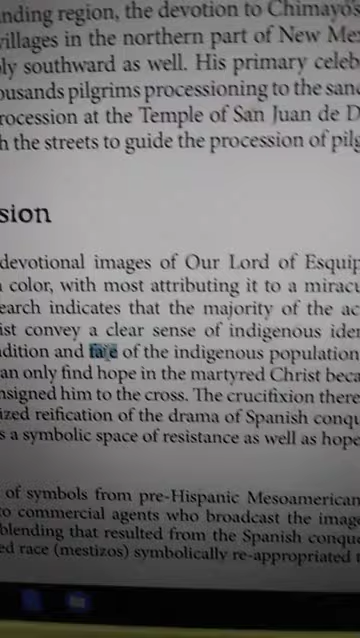 nding region, the devotion to Chimayó's
villages in the northern part of New Me
ly southward as well. His primary celeb
ousands pilgrims processioning to the san
rocession at the Temple of San Juan de D
h the streets to guide the procession of pilg
sion
devotional images of Our Lord of Esquip
color, with most attributing it to a miracu
earch indicates that the majority of the ac
ist convey a clear sense of indigenous iden
dition and fate of the indigenous population
an only find hope in the martyred Christ beca
nsigned him to the cross. The crucifixion there
ized reification of the drama of Spanish conqu
s a symbolic space of resistance as well as hope
of symbols from pre-Hispanic Mesoamerican
to commercial agents who broadcast the image
blending that resulted from the Spanish conque
ed race (mestizos) symbolically re-appropriated